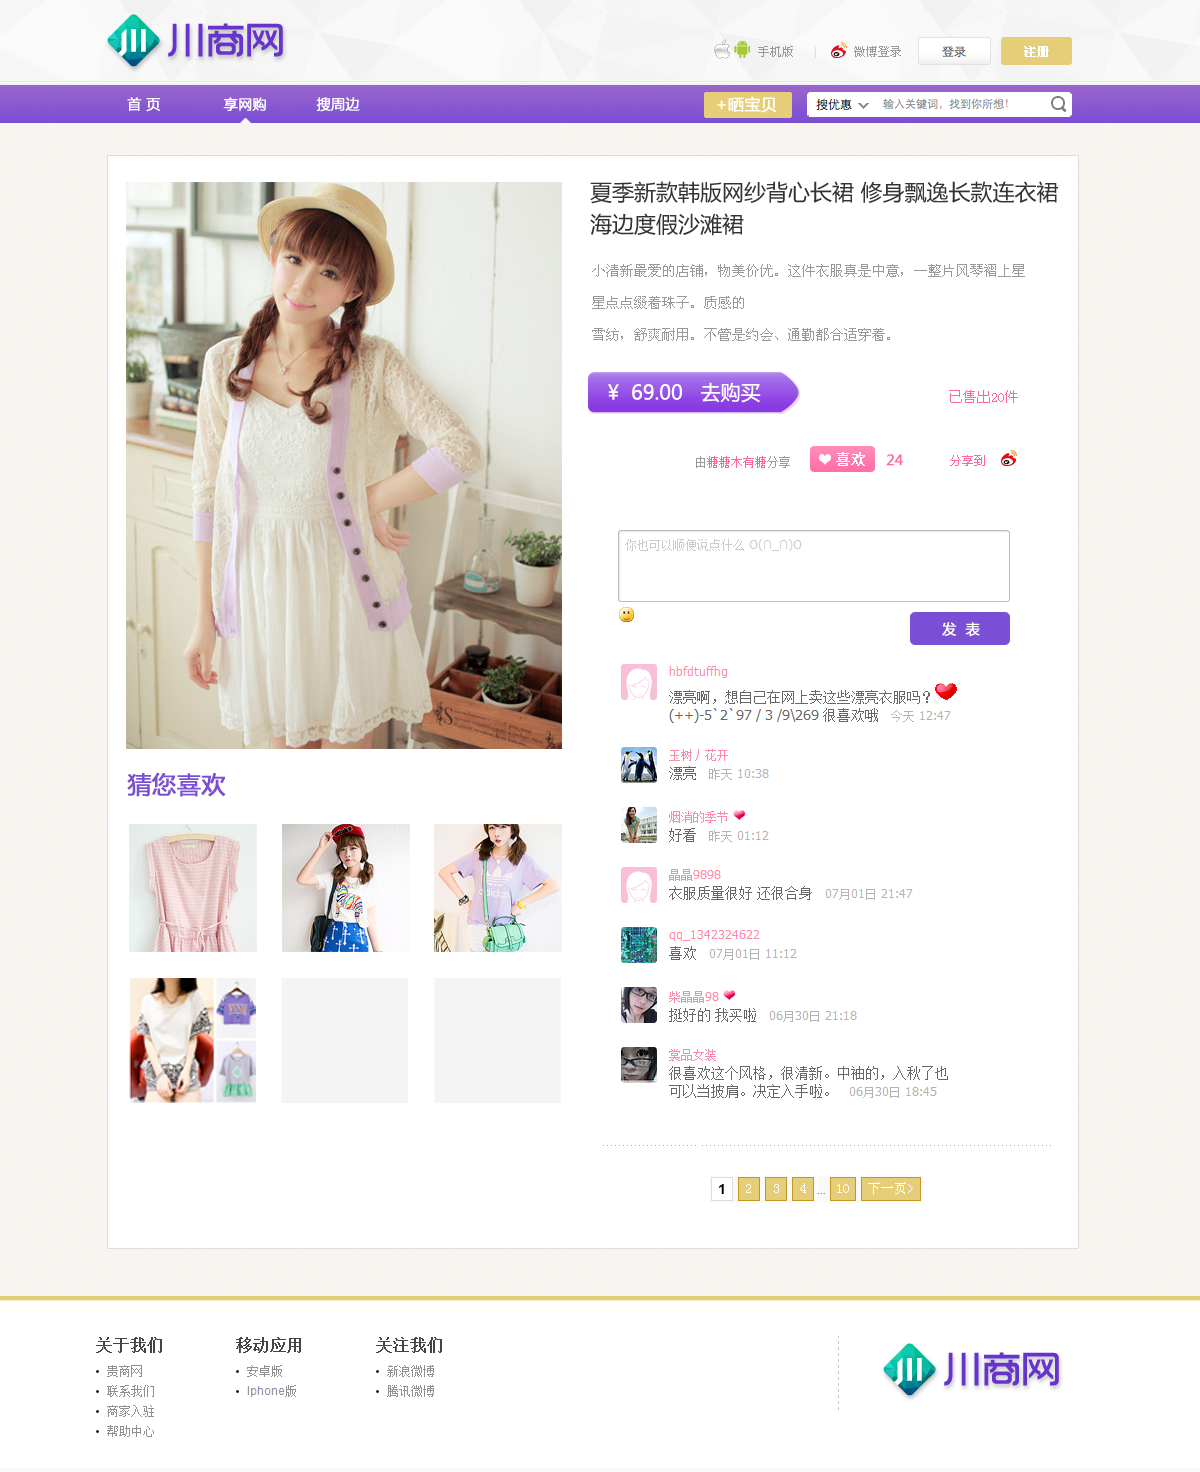 川商网
手机版
|
微博登录
登录
注册
首 页
享网购
搜周边
+晒宝贝
搜优惠
输入关键词，找到你所想！
夏季新款韩版网纱背心长裙 修身飘逸长款连衣裙
海边度假沙滩裙
小清新最爱的店铺，物美价优。这件衣服真是中意，一整片风琴褶上星
星点点缀着珠子。质感的
雪纺，舒爽耐用。不管是约会、通勤都合适穿着。
¥ 69.00 去购买
已售出20件
由糖糖木有糖分享
喜欢
24
分享到
你也可以顺便说点什么 O(∩_∩)O
发 表
hbfdtuffhg
漂亮啊，想自己在网上卖这些漂亮衣服吗？
(++)-5`2`97 / 3 /9\269 很喜欢哦 今天 12:47
玉树丿花开
漂亮 昨天 10:38
烟消的季节
好看 昨天 01:12
晶晶9898
衣服质量很好 还很合身 07月01日 21:47
qq_1342324622
喜欢 07月01日 11:12
柴晶晶98
挺好的 我买啦 06月30日 21:18
裳品女装
很喜欢这个风格，很清新。中袖的，入秋了也
可以当披肩。决定入手啦。 06月30日 18:45
猜您喜欢
adidas
1 2 3 4 ... 10 下一页>
关于我们
贵商网
联系我们
商家入驻
帮助中心
移动应用
安卓版
Iphone版
关注我们
新浪微博
腾讯微博
川商网